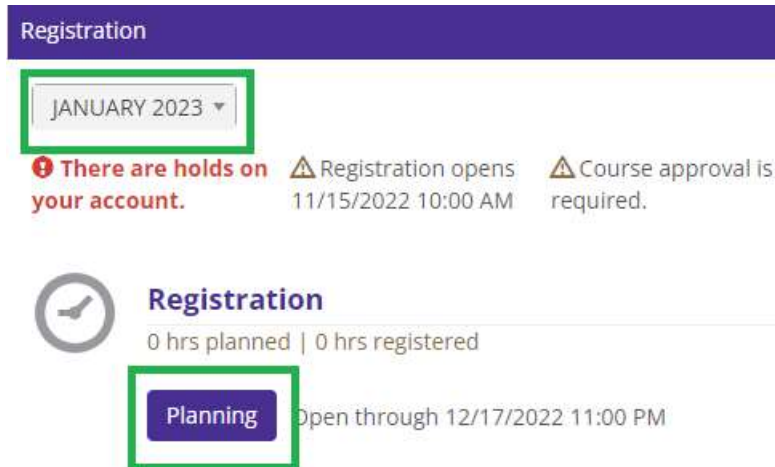 Registration
JANUARY 2023
There are holds on your account.
Registration opens 11/15/2022 10:00 AM
Course approval is required.
Registration
0 hrs planned | 0 hrs registered
Planning
Open through 12/17/2022 11:00 PM